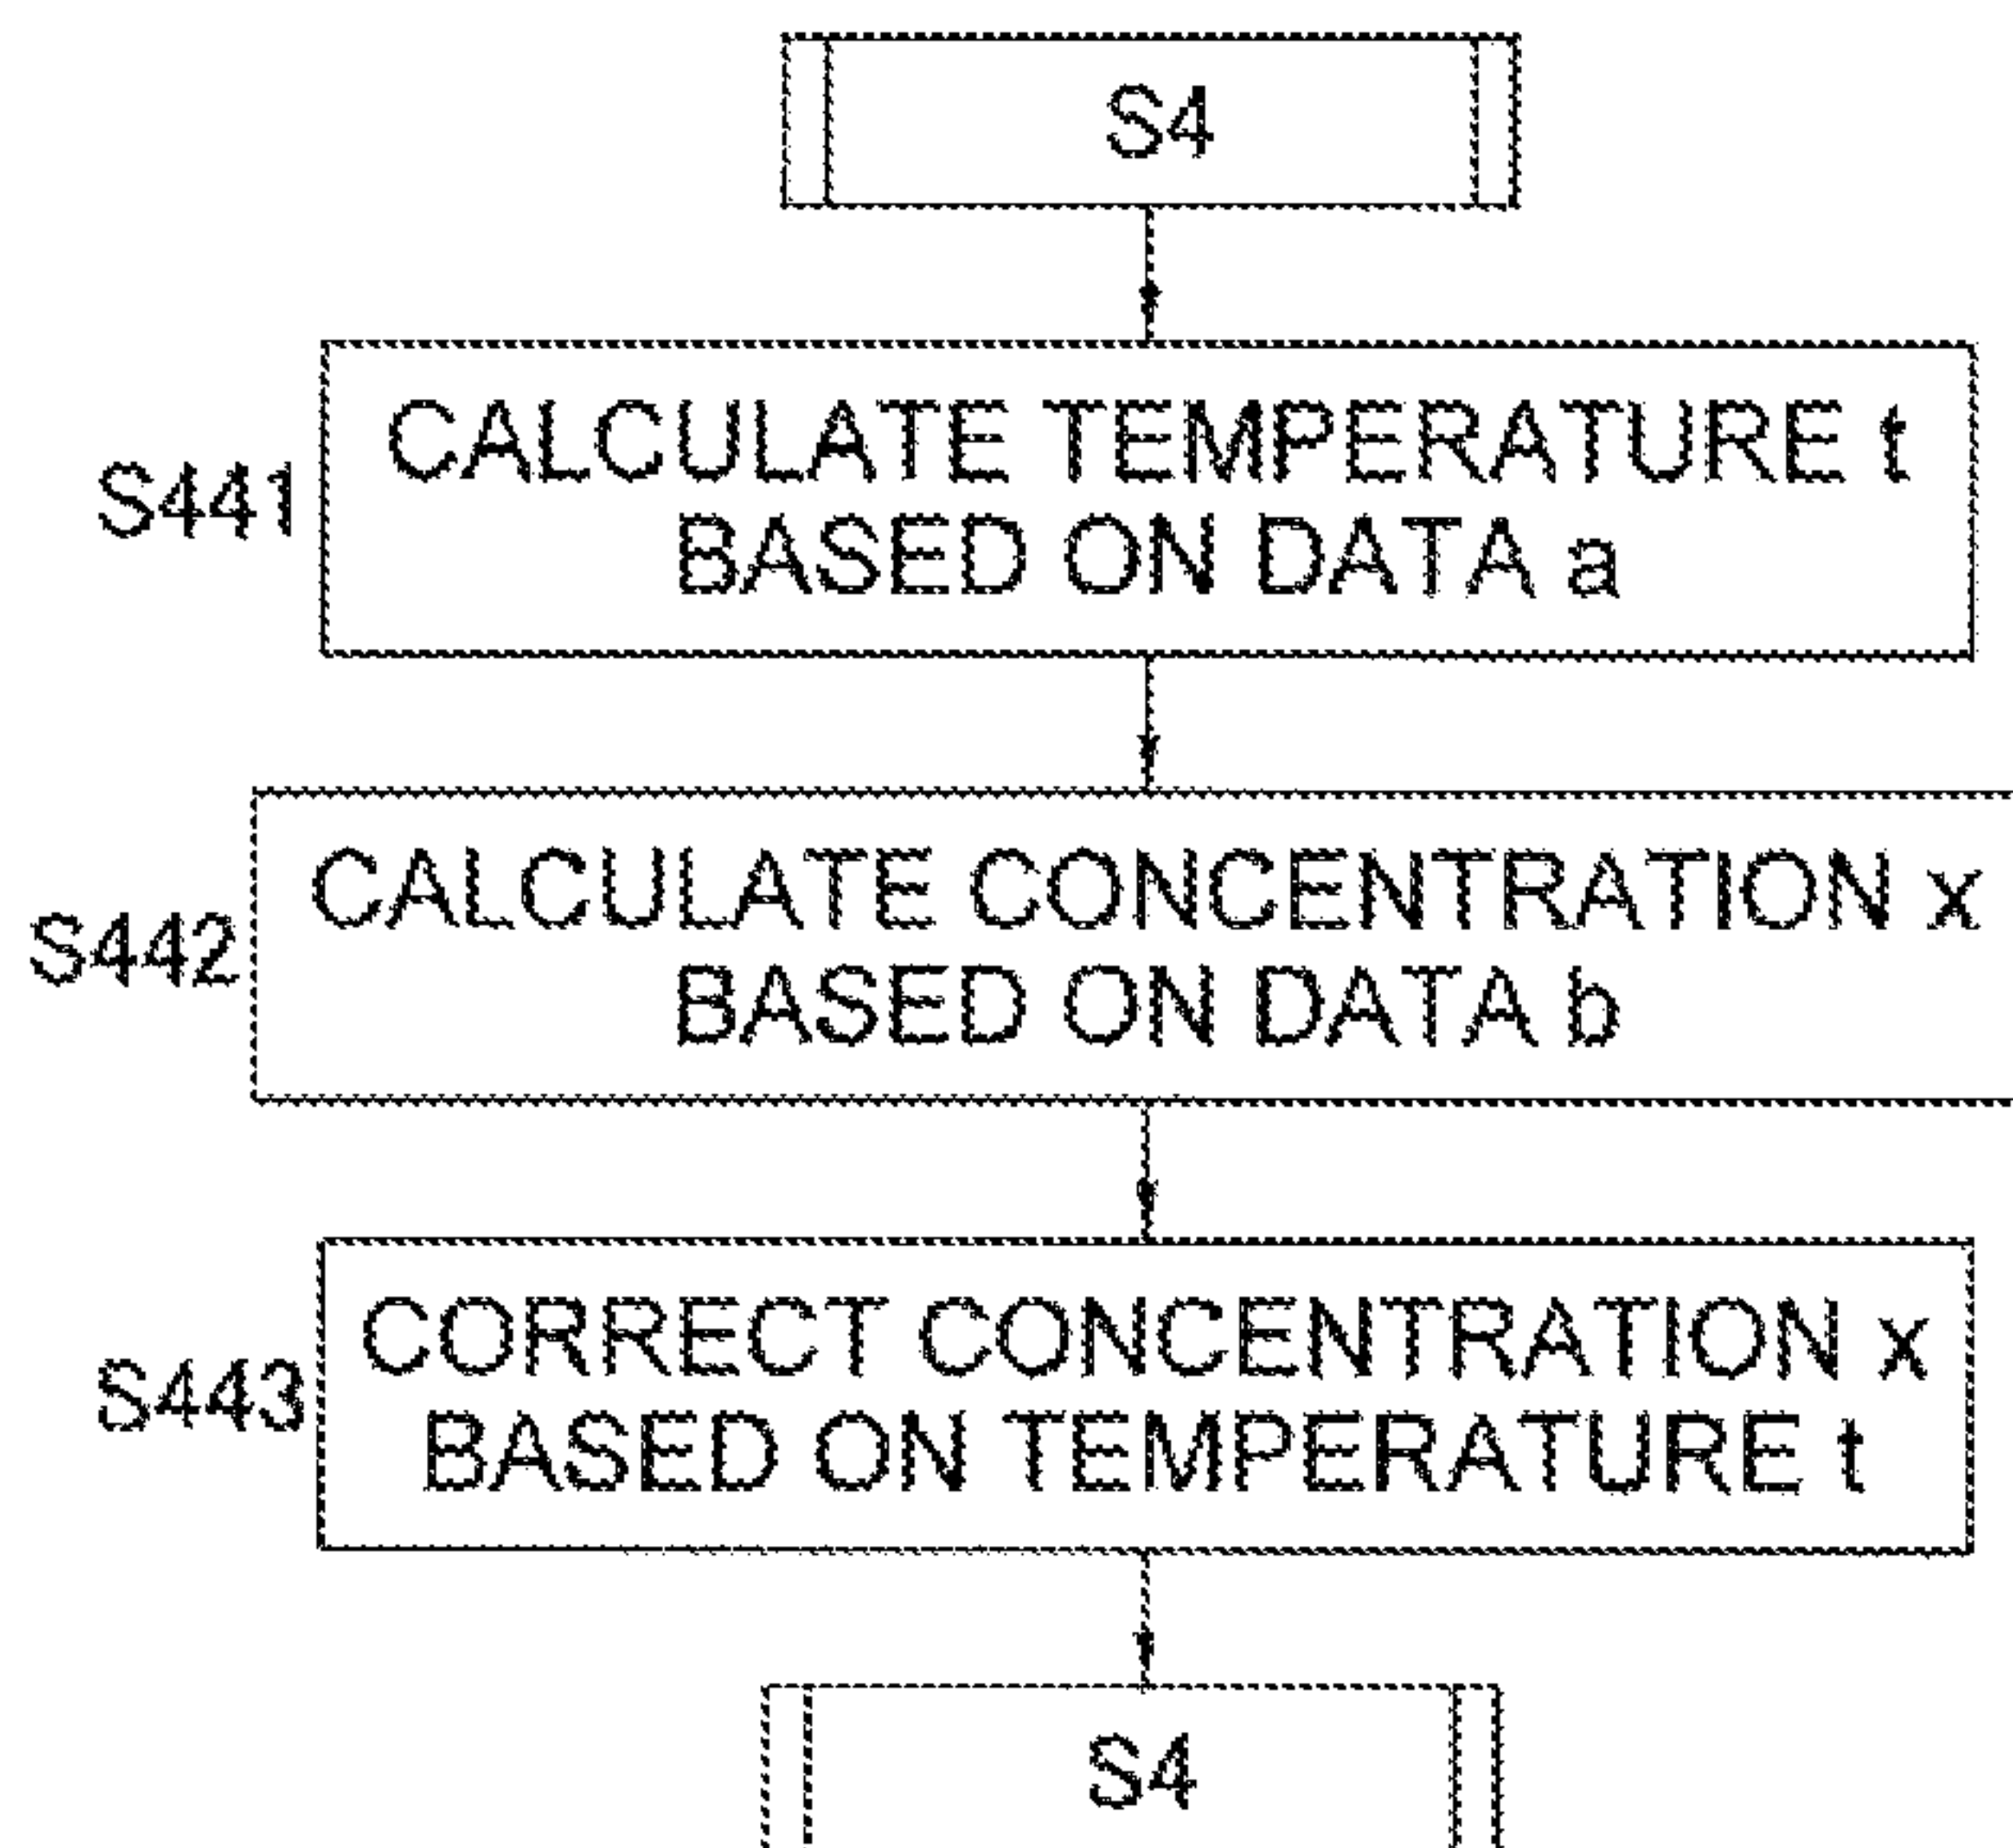 S4
S441
CALCULATE TEMPERATURE t
BASED ON DATA a
S442
CALCULATE CONCENTRATION x
BASED ON DATA b
S443
CORRECT CONCENTRATION x
BASED ON TEMPERATURE t
S4